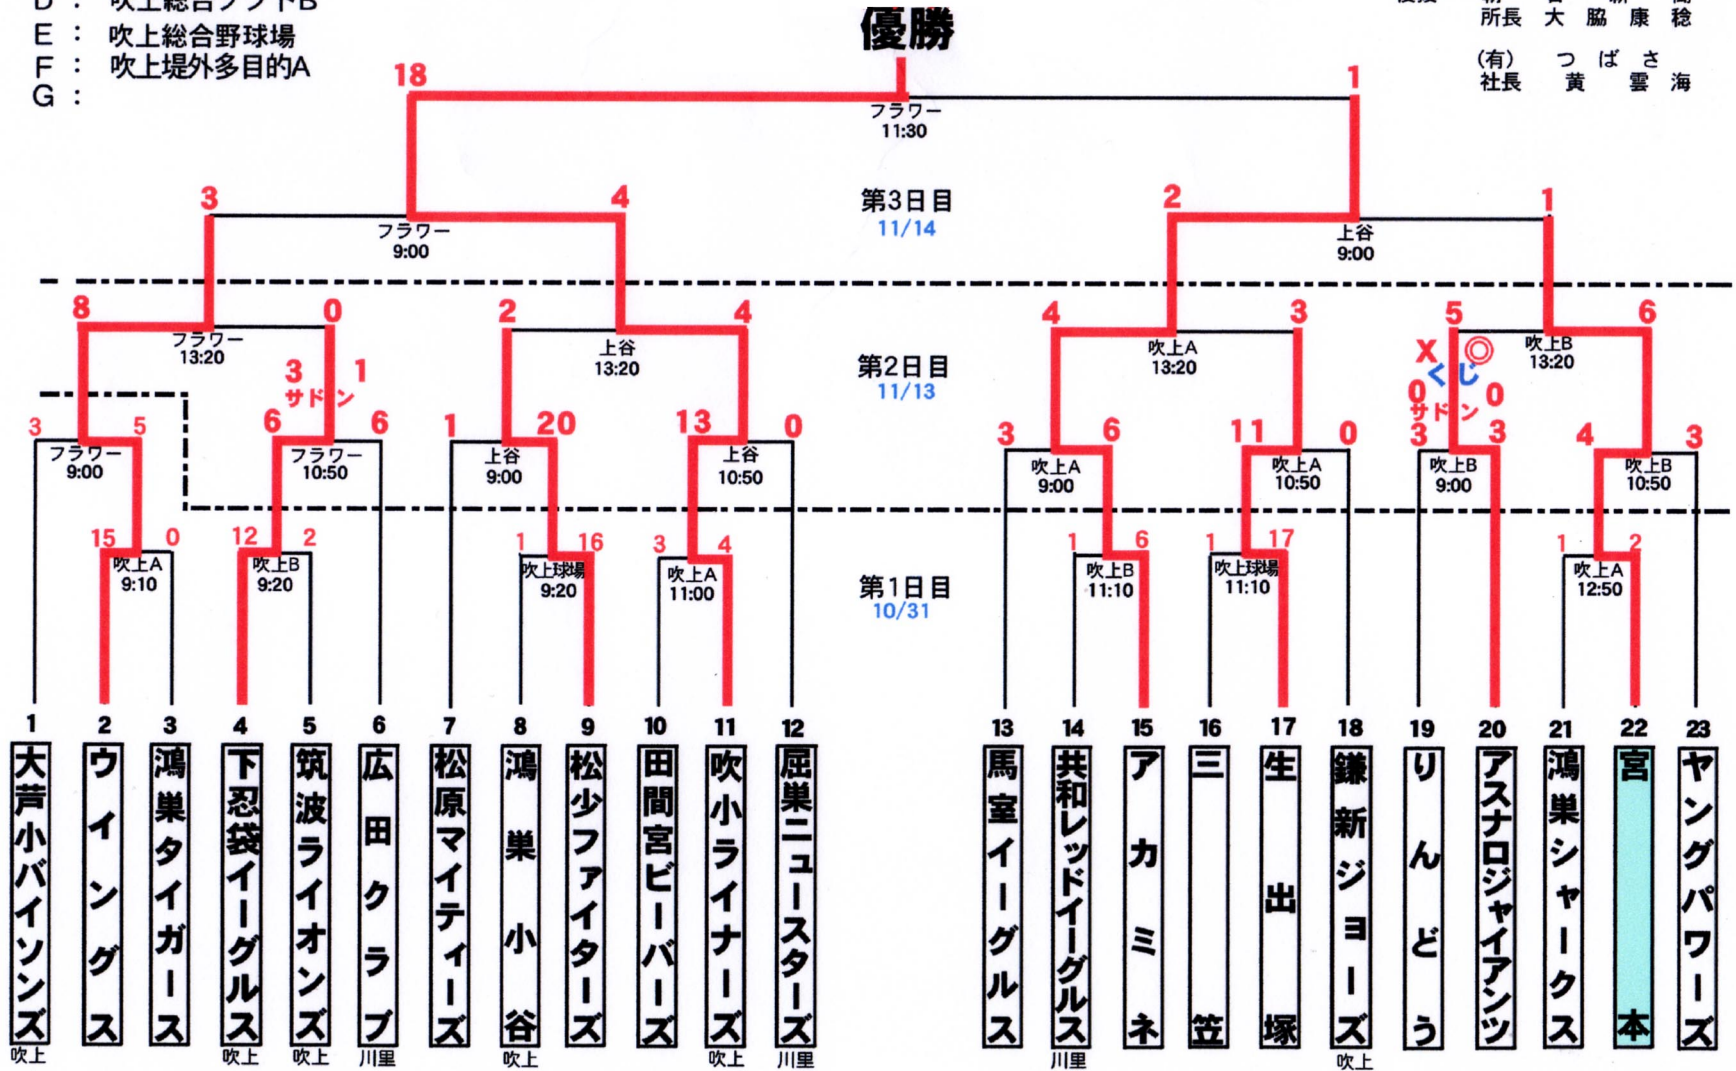 D： 吹上総合ソフトB
E： 吹上総合野球場
F： 吹上堤外多目的A
G：
所長 大脇康稔
(有) つばさ
社長 黄雲海
優勝
18 1
フラワー
11:30
3 4 2 1
第3日目
11/14
フラワー
9:00
上谷
9:00
8 0 2 4 4 3 5 6
フラワー
13:20
上谷
13:20
吹上A
13:20
吹上B
13:20
第2日目
11/13
3 1
サドン
X ◎
くじ
0 0
サドン
3 5 6 6 1 20 13 0 3 6 11 0 3 3 4 3
フラワー
9:00
フラワー
10:50
上谷
9:00
上谷
10:50
吹上A
9:00
吹上A
10:50
吹上B
9:00
吹上B
10:50
15 0 12 2 1 16 3 4 1 6 1 17 1 2
吹上A
9:10
吹上B
9:20
吹上球場
9:20
吹上A
11:00
吹上B
11:10
吹上球場
11:10
吹上A
12:50
第1日目
10/31
1 2 3 4 5 6 7 8 9 10 11 12 13 14 15 16 17 18 19 20 21 22 23
大芦小バイソンズ
ウイングス
鴻巣タイガース
下忍袋イーグルス
筑波ライオンズ
広田クラブ
松原マイティーズ
鴻巣小谷
松少ファイターズ
田間宮ビーバーズ
吹小ライナーズ
屈巣ニュースターズ
馬室イーグルス
共和レッドイーグルス
アカミネ
三笠
生出塚
鎌新ジョーズ
りんどう
アスナロジャイアンツ
鴻巣シャークス
宮本
ヤングパワーズ
吹上 吹上 吹上 川里 吹上 吹上 川里 川里 吹上